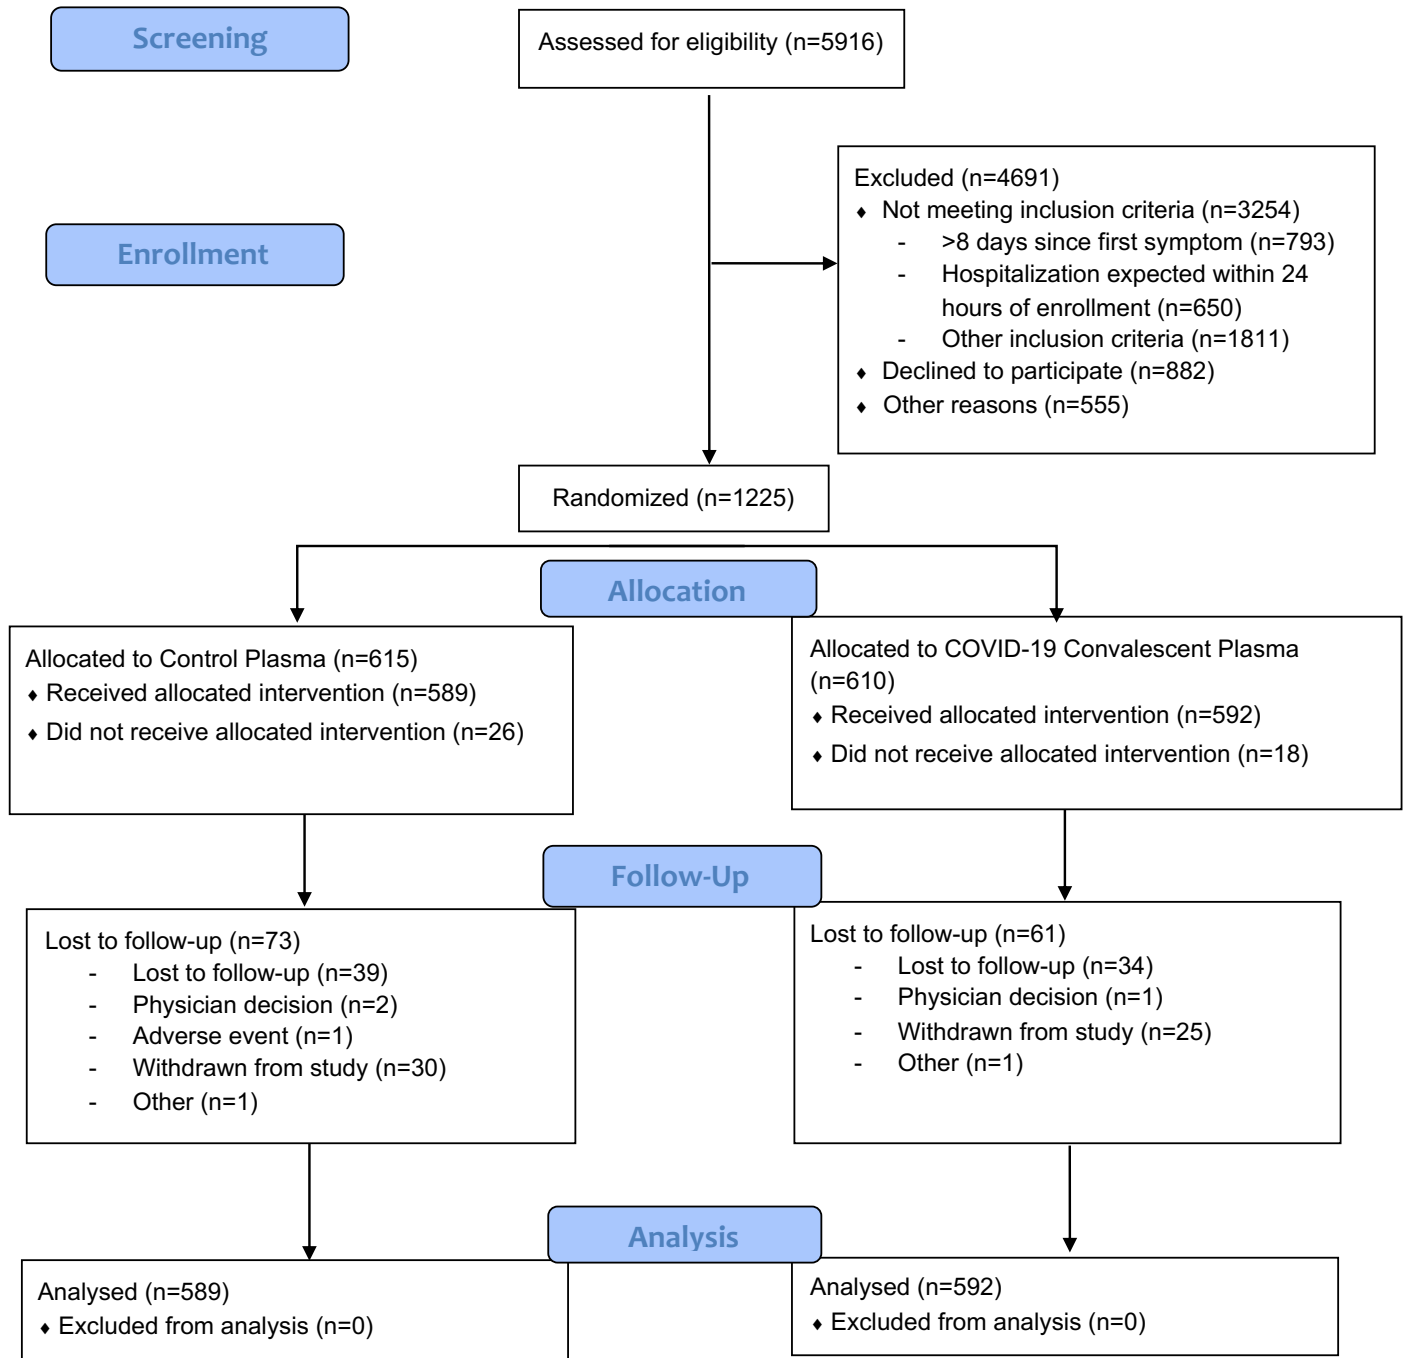 Screening
Assessed for eligibility (n=5916)
Enrollment
Excluded (n=4691)
♦ Not meeting inclusion criteria (n=3254)
- >8 days since first symptom (n=793)
- Hospitalization expected within 24
hours of enrollment (n=650)
- Other inclusion criteria (n=1811)
♦ Declined to participate (n=882)
♦ Other reasons (n=555)
Randomized (n=1225)
Allocation
Allocated to Control Plasma (n=615)
♦ Received allocated intervention (n=589)
♦ Did not receive allocated intervention (n=26)
Allocated to COVID-19 Convalescent Plasma
(n=610)
♦ Received allocated intervention (n=592)
♦ Did not receive allocated intervention (n=18)
Follow-Up
Lost to follow-up (n=73)
- Lost to follow-up (n=39)
- Physician decision (n=2)
- Adverse event (n=1)
- Withdrawn from study (n=30)
- Other (n=1)
Lost to follow-up (n=61)
- Lost to follow-up (n=34)
- Physician decision (n=1)
- Withdrawn from study (n=25)
- Other (n=1)
Analysis
Analysed (n=589)
♦ Excluded from analysis (n=0)
Analysed (n=592)
♦ Excluded from analysis (n=0)